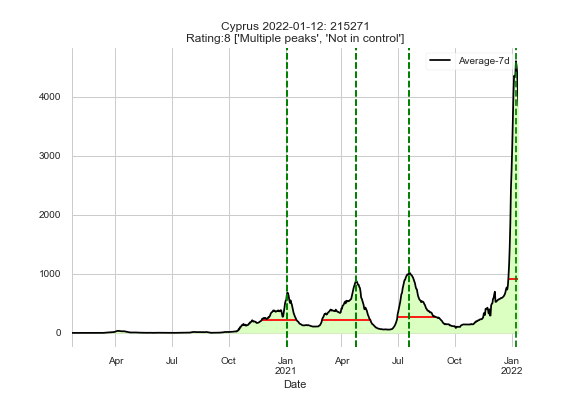 Cyprus 2022-01-12: 215271
Rating:8 ['Multiple peaks', 'Not in control']
Average-7d
4000
3000
2000
1000
0
Apr Jul Oct Jan Apr Jul Oct Jan
2021 2022
Date